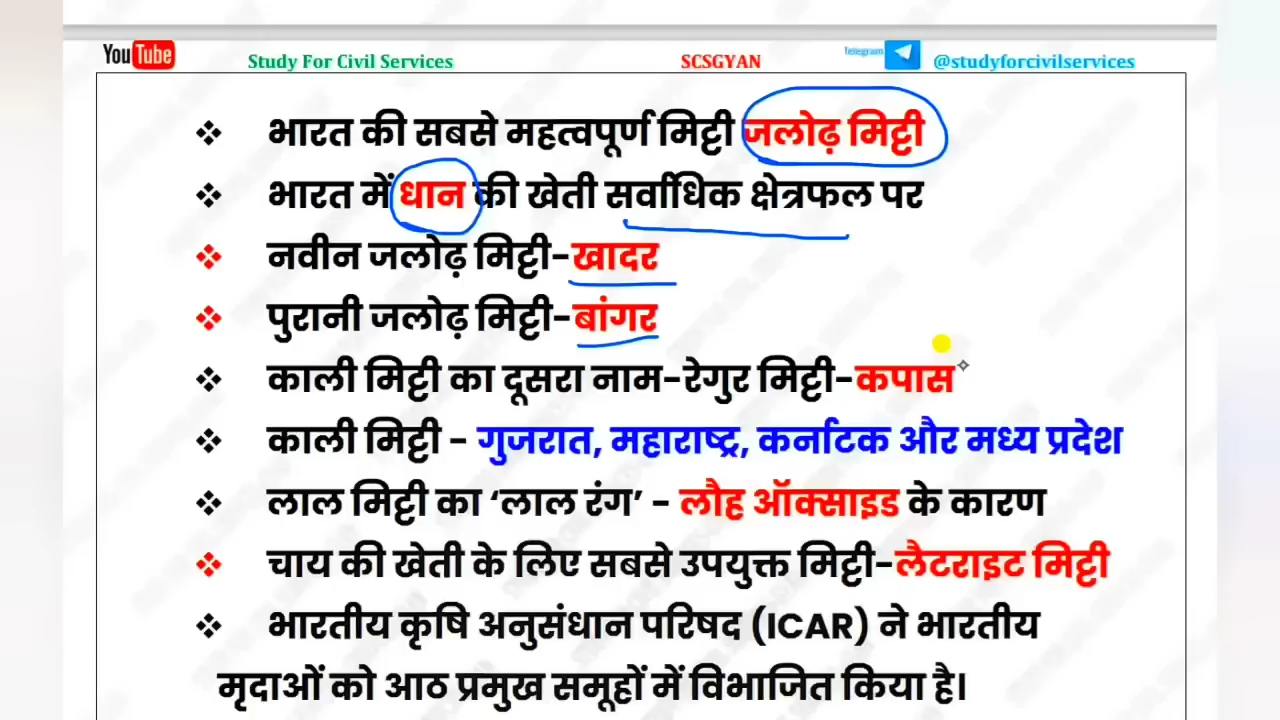 YouTube Study For Civil Services SCSGYAN Telegram @studyforcivilservices
❖ भारत की सबसे महत्वपूर्ण मिट्टी जलोढ़ मिट्टी
❖ भारत में धान की खेती सर्वाधिक क्षेत्रफल पर
❖ नवीन जलोढ़ मिट्टी-खादर
❖ पुरानी जलोढ़ मिट्टी-बांगर
❖ काली मिट्टी का दूसरा नाम-रेगुर मिट्टी-कपास
❖ काली मिट्टी - गुजरात, महाराष्ट्र, कर्नाटक और मध्य प्रदेश
❖ लाल मिट्टी का ‘लाल रंग’ - लौह ऑक्साइड के कारण
❖ चाय की खेती के लिए सबसे उपयुक्त मिट्टी-लैटराइट मिट्टी
❖ भारतीय कृषि अनुसंधान परिषद (ICAR) ने भारतीय
मृदाओं को आठ प्रमुख समूहों में विभाजित किया है।